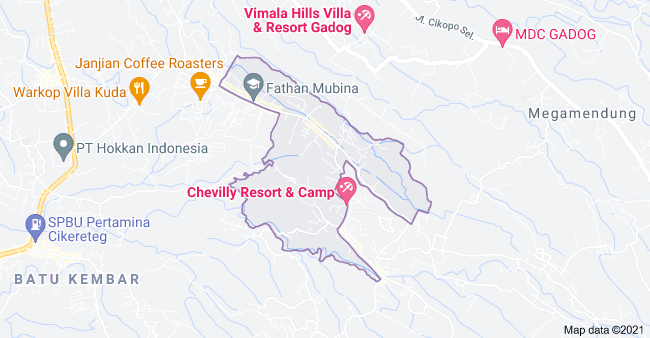 Vimala Hills Villa
& Resort Gadog
Jl. Cikopo Sel.
MDC GADOG
Janjian Coffee Roasters
Warkop Villa Kuda
Fathan Mubina
Megamendung
PT Hokkan Indonesia
Chevilly Resort & Camp
SPBU Pertamina
Cikereteg
BATU KEMBAR
Map data ©2021